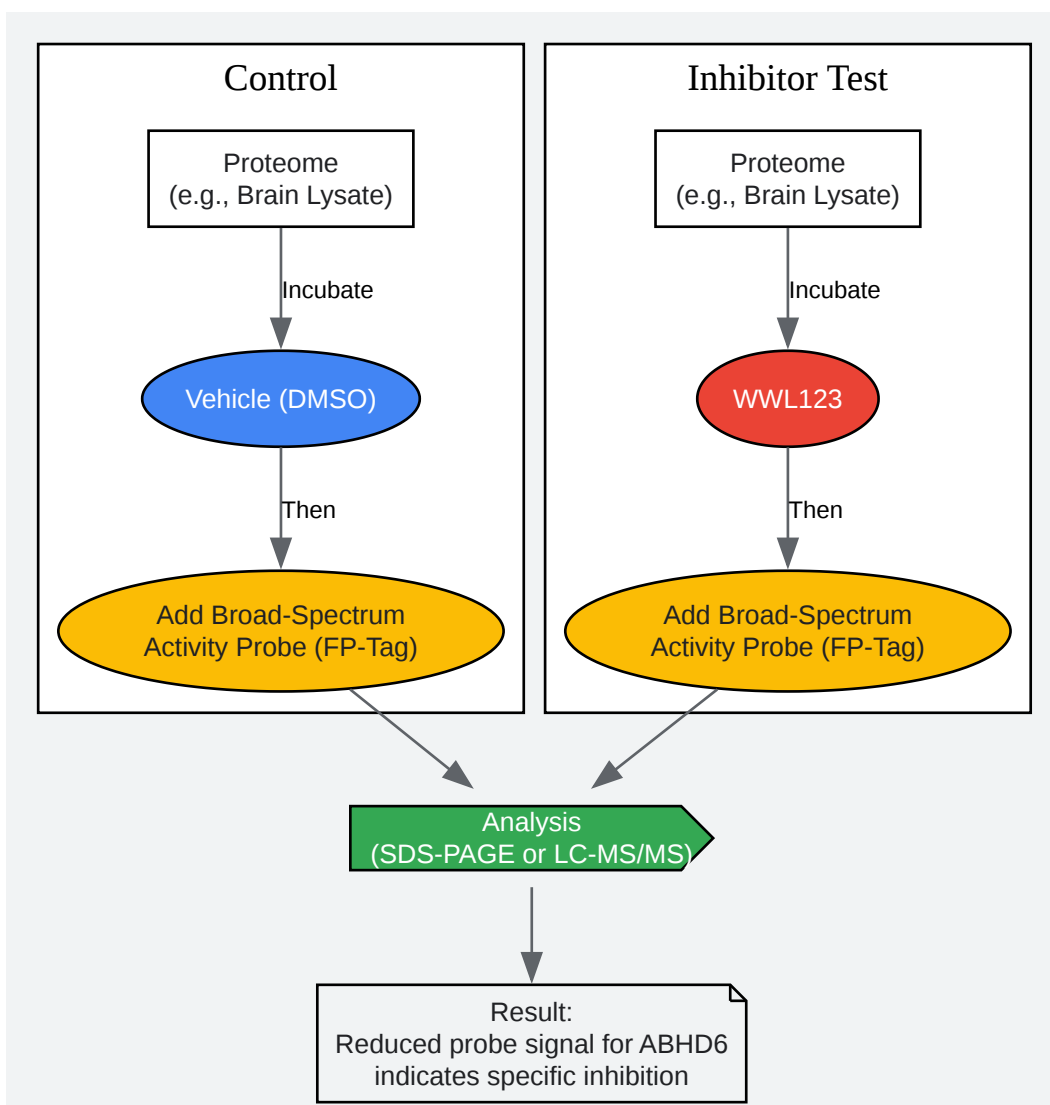 Control
Proteome
(e.g., Brain Lysate)
Incubate
Vehicle (DMSO)
Then
Add Broad-Spectrum
Activity Probe (FP-Tag)
Inhibitor Test
Proteome
(e.g., Brain Lysate)
Incubate
WWL123
Then
Add Broad-Spectrum
Activity Probe (FP-Tag)
Analysis
(SDS-PAGE or LC-MS/MS)
Result:
Reduced probe signal for ABHD6
indicates specific inhibition